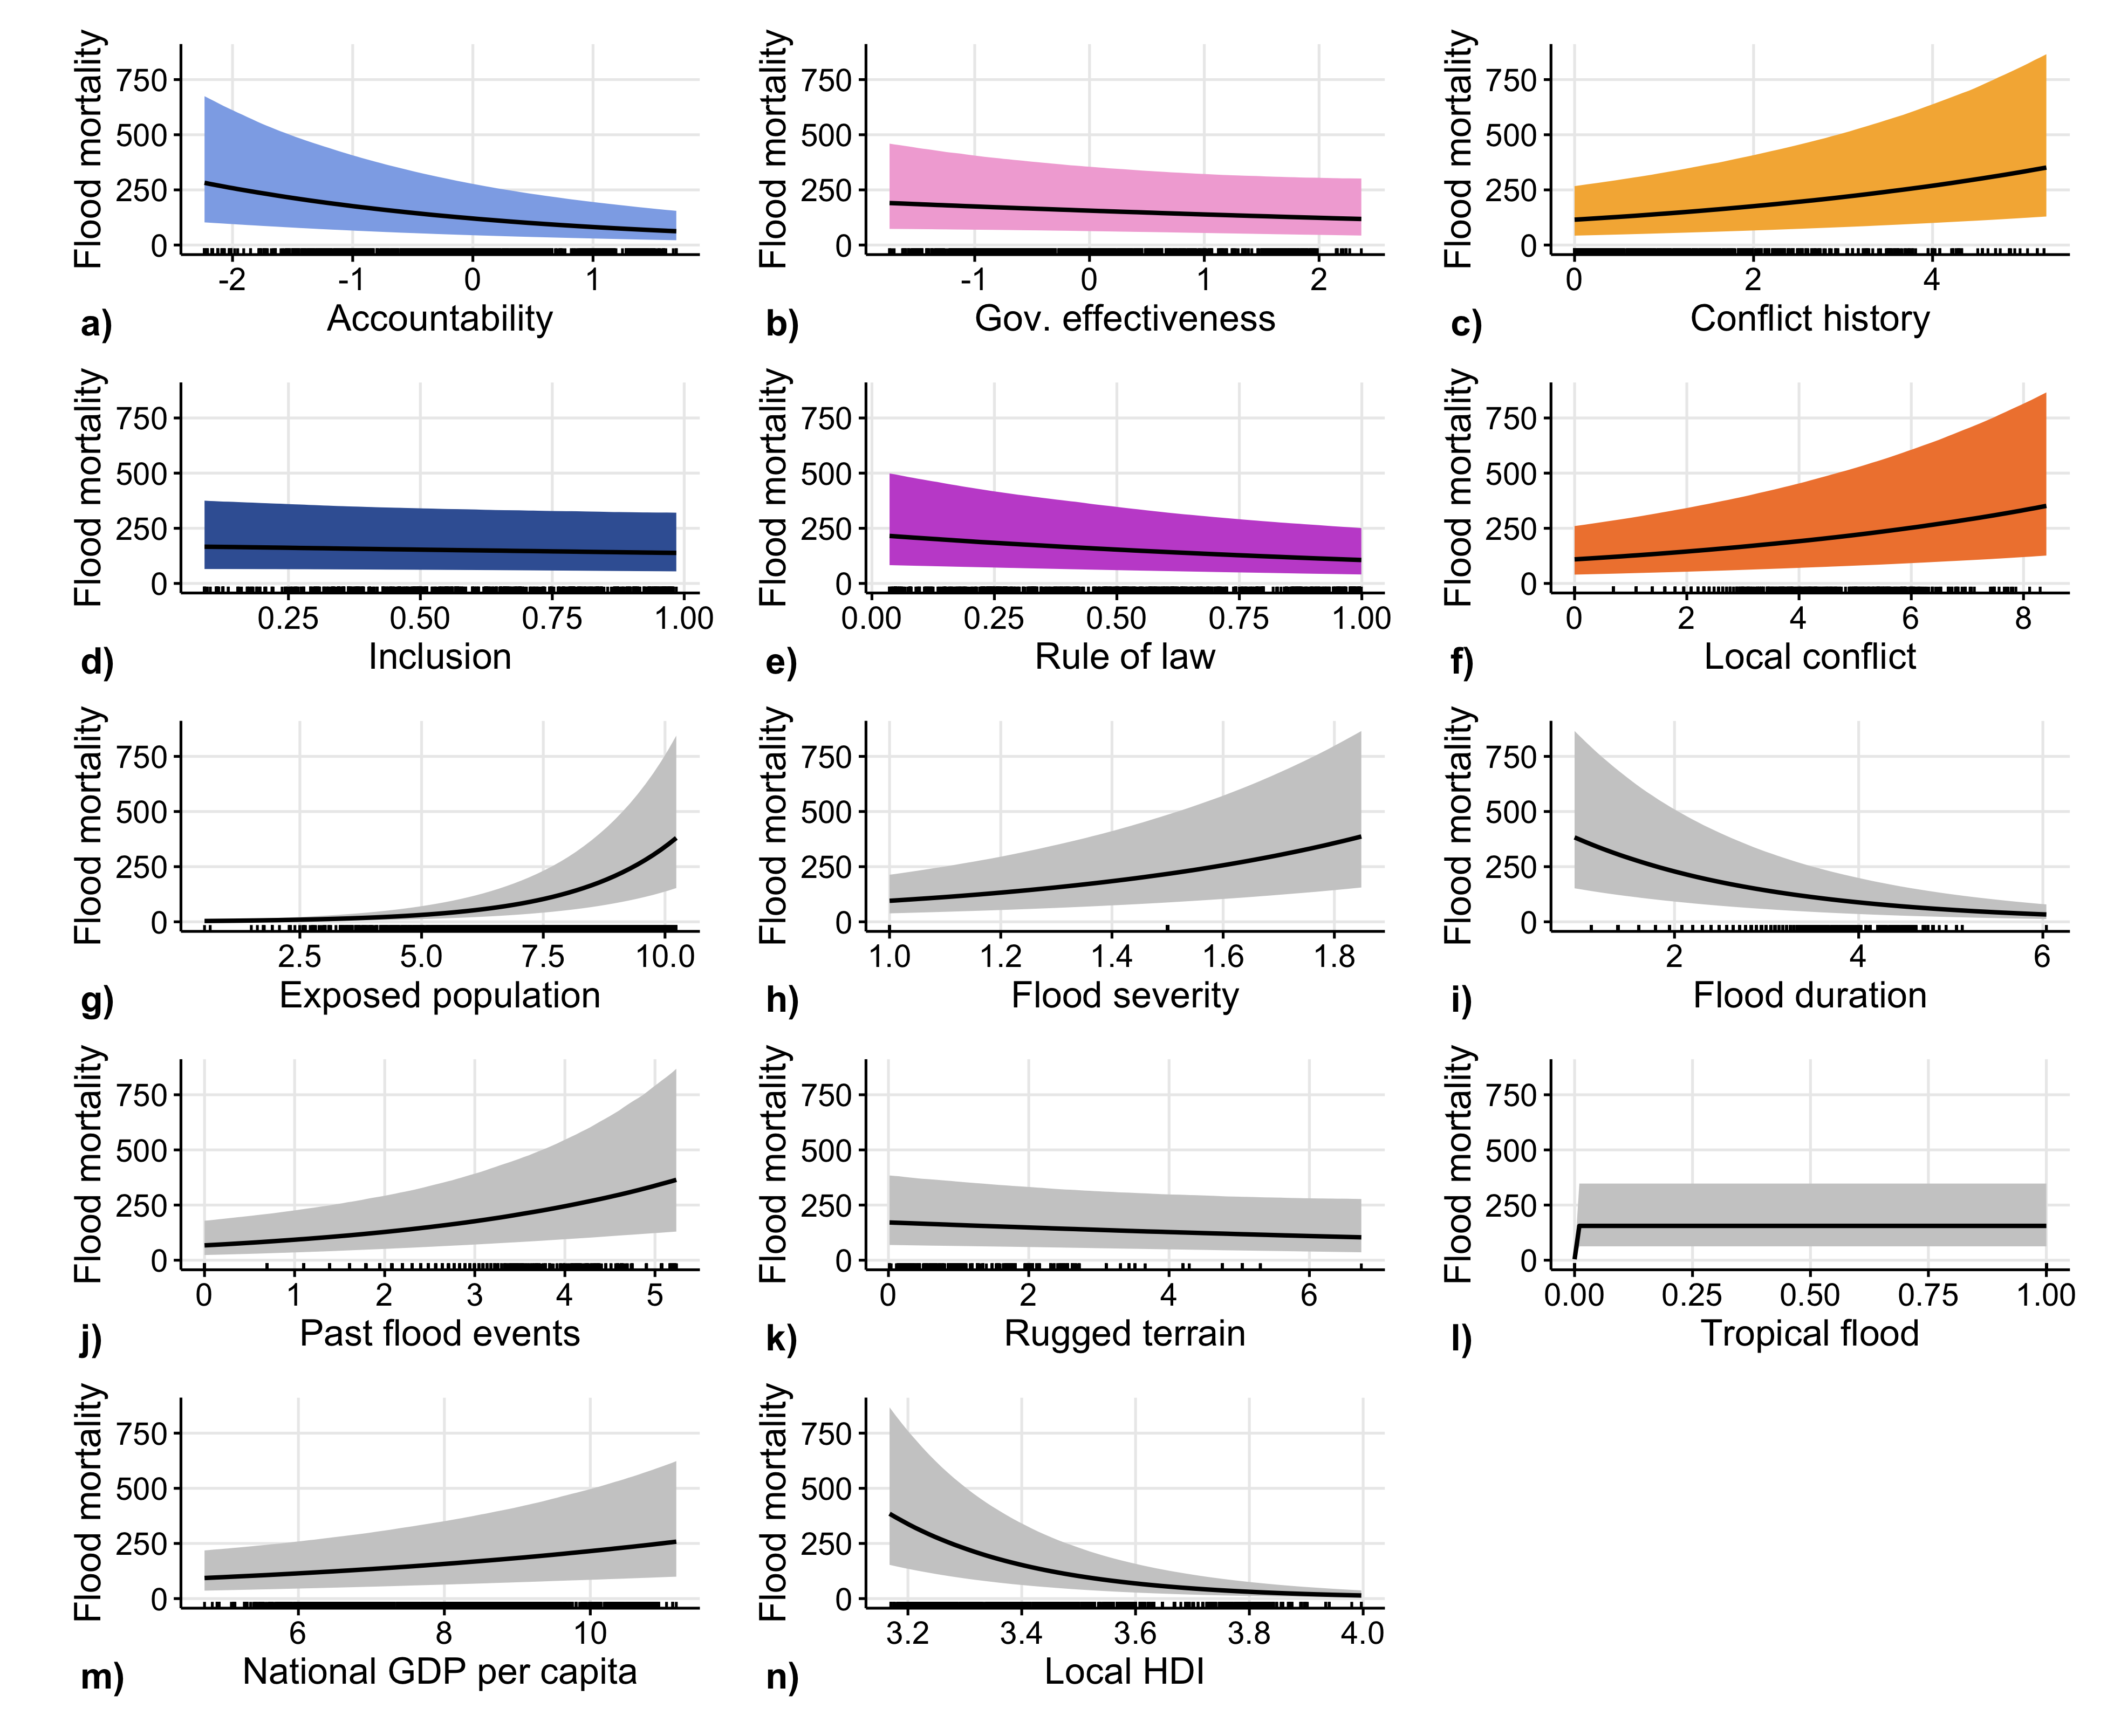 Flood mortality
750
500
250
0
-2 -1 0 1
a) Accountability
Flood mortality
750
500
250
0
-1 0 1 2
b) Gov. effectiveness
Flood mortality
750
500
250
0
0 2 4
c) Conflict history
Flood mortality
750
500
250
0
0.25 0.50 0.75 1.00
d) Inclusion
Flood mortality
750
500
250
0
0.00 0.25 0.50 0.75 1.00
e) Rule of law
Flood mortality
750
500
250
0
0 2 4 6 8
f) Local conflict
Flood mortality
750
500
250
0
2.5 5.0 7.5 10.0
g) Exposed population
Flood mortality
750
500
250
0
1.0 1.2 1.4 1.6 1.8
h) Flood severity
Flood mortality
750
500
250
0
2 4 6
i) Flood duration
Flood mortality
750
500
250
0
0 1 2 3 4 5
j) Past flood events
Flood mortality
750
500
250
0
0 2 4 6
k) Rugged terrain
Flood mortality
750
500
250
0
0.00 0.25 0.50 0.75 1.00
l) Tropical flood
Flood mortality
750
500
250
0
6 8 10
m) National GDP per capita
Flood mortality
750
500
250
0
3.2 3.4 3.6 3.8 4.0
n) Local HDI